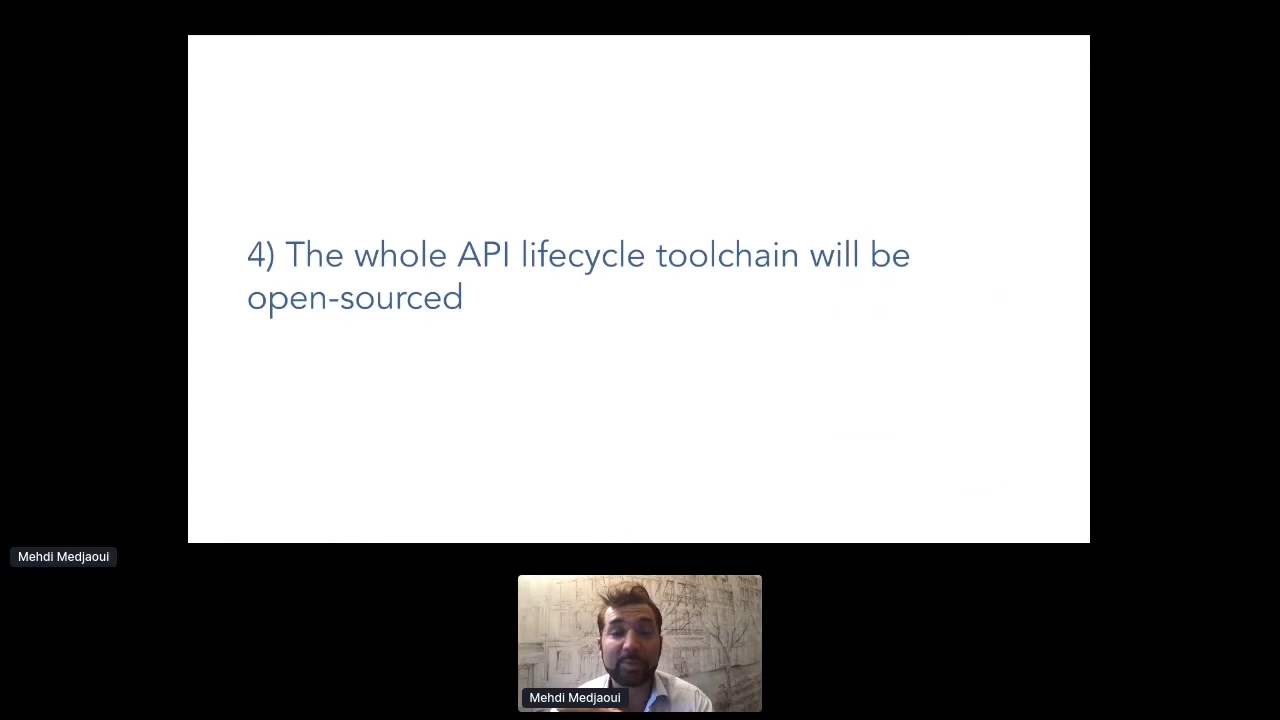 4) The whole API lifecycle toolchain will be
open-sourced
Mehdi Medjaoui
Mehdi Medjaoui